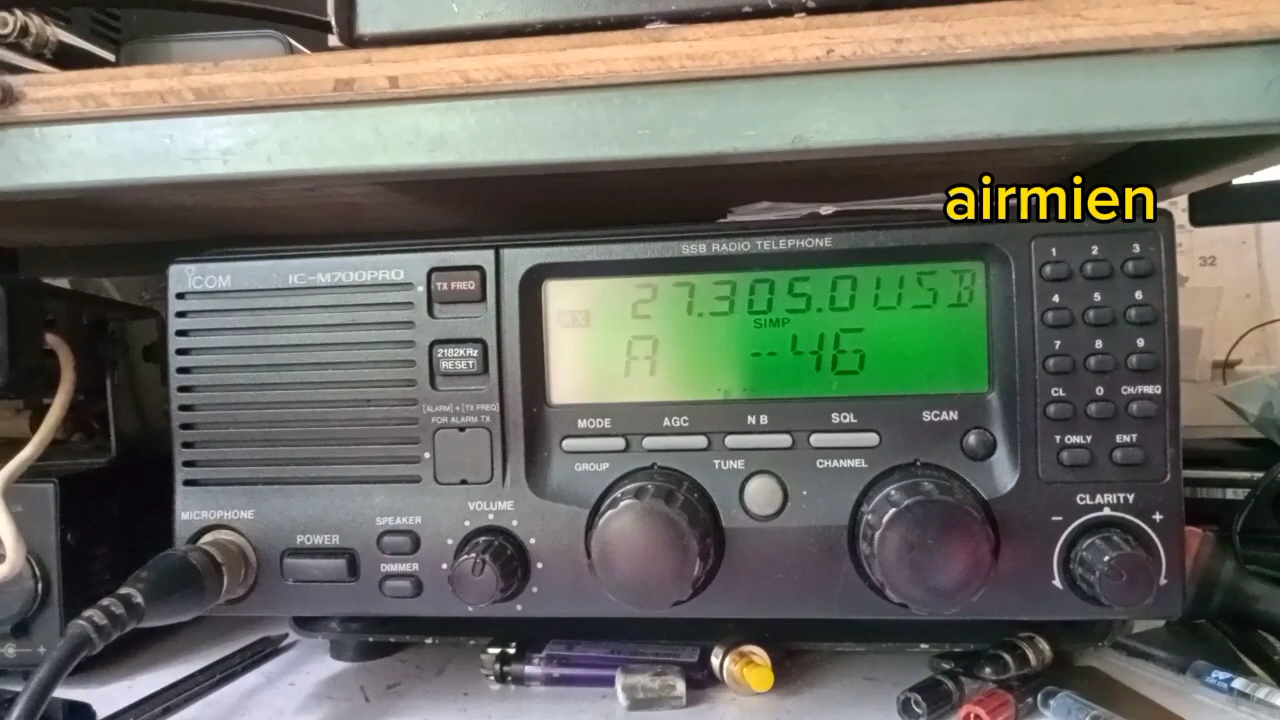 airmien
SSB RADIO TELEPHONE
ICOM IC-M700PRO
TX FREQ
2182KHz
RESET
[ALARM]+[TX FREQ]
FOR ALARM TX
27.305.0 USB
SIMP
A --46
MODE AGC NB SQL SCAN
GROUP TUNE CHANNEL
1 2 3
4 5 6
7 8 9
CL 0 CH/FREQ
T ONLY ENT
CLARITY
- +
MICROPHONE
POWER
SPEAKER
DIMMER
VOLUME
32